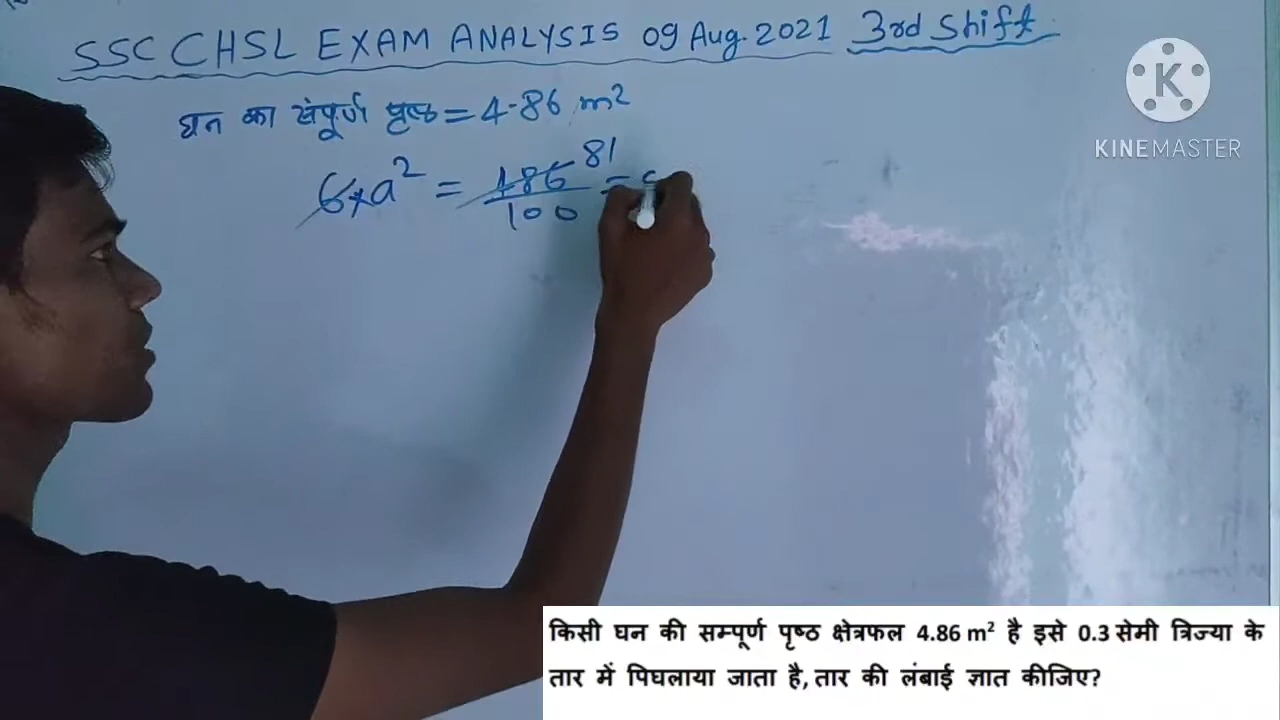 SSC CHSL EXAM ANALYSIS 09 Aug. 2021 3rd Shift
K
KINEMASTER
घन का संपूर्ण पृष्ठ = 4.86 m²
6*a² = 486/100 81 =
किसी घन की सम्पूर्ण पृष्ठ क्षेत्रफल 4.86 m² है इसे 0.3 सेमी त्रिज्या के
तार में पिघलाया जाता है, तार की लंबाई ज्ञात कीजिए?